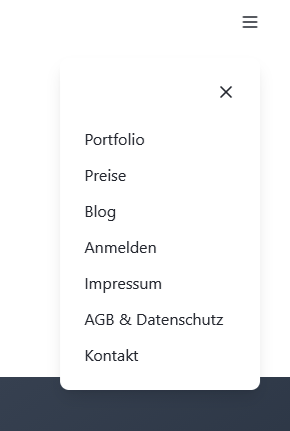 Portfolio
Preise
Blog
Anmelden
Impressum
AGB & Datenschutz
Kontakt